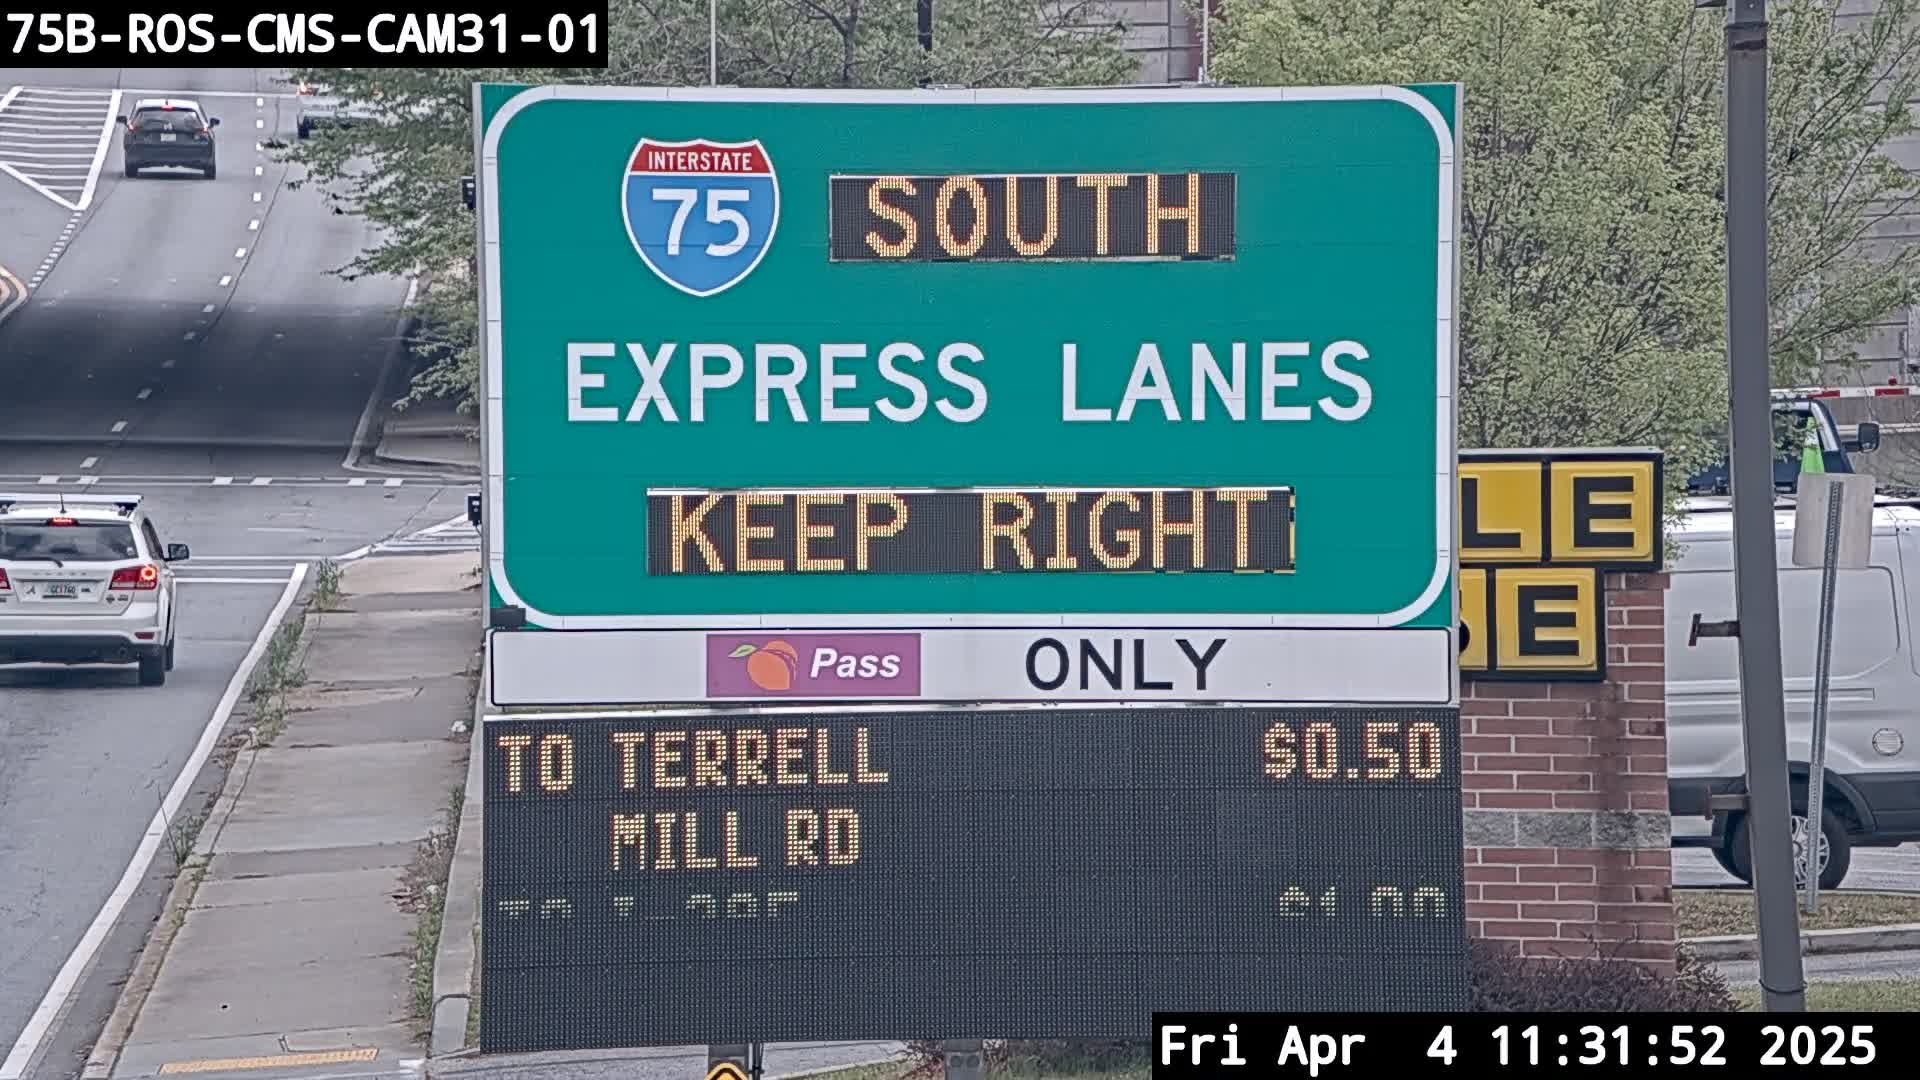 75B-ROS-CMS-CAM31-01
INTERSTATE
75
SOUTH
EXPRESS LANES
KEEP RIGHT
Pass ONLY
TO TERRELL $0.50
MILL RD
LE
E
Fri Apr 4 11:31:52 2025